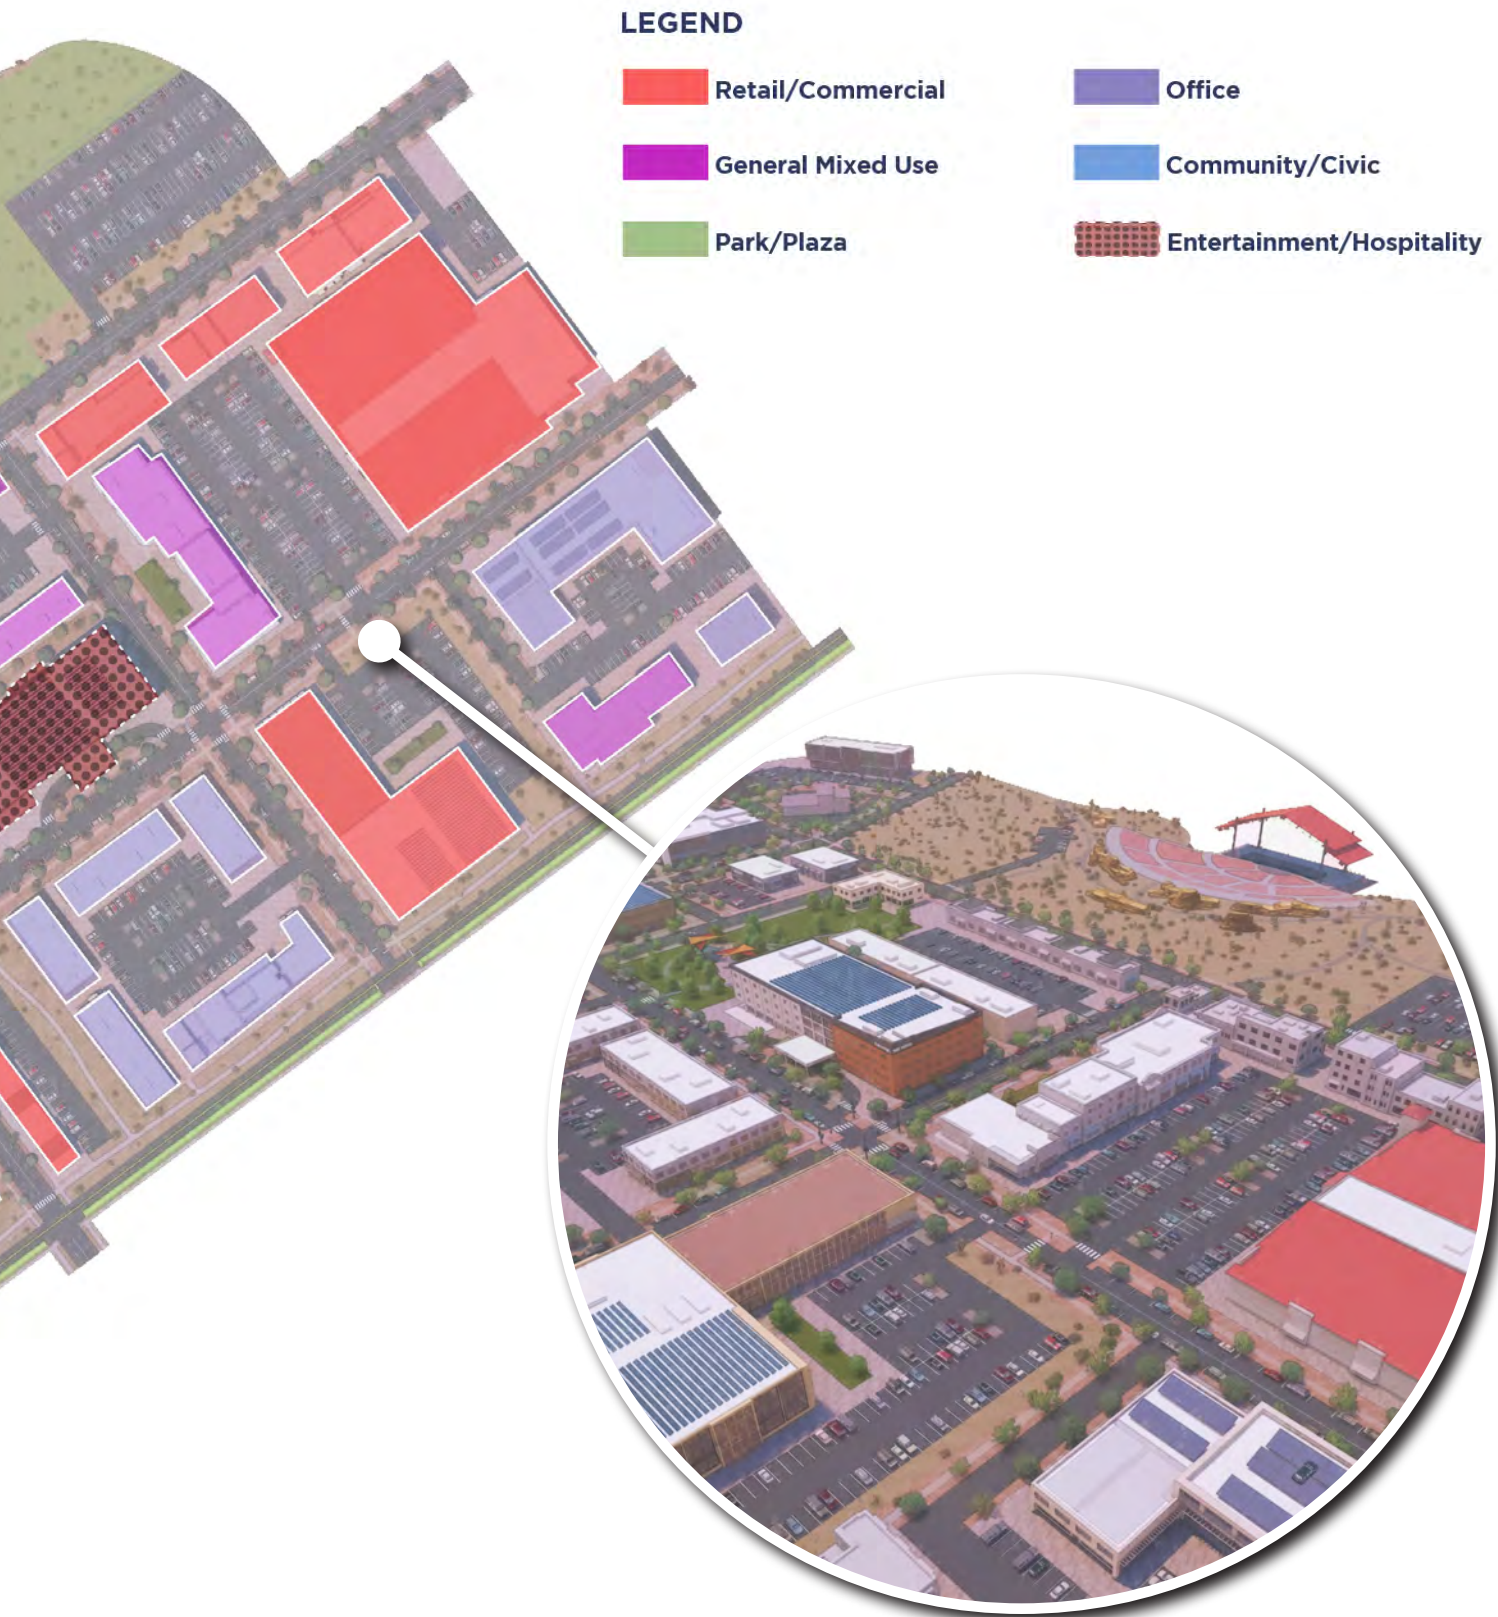 LEGEND
Retail/Commercial
Office
General Mixed Use
Community/Civic
Park/Plaza
Entertainment/Hospitality